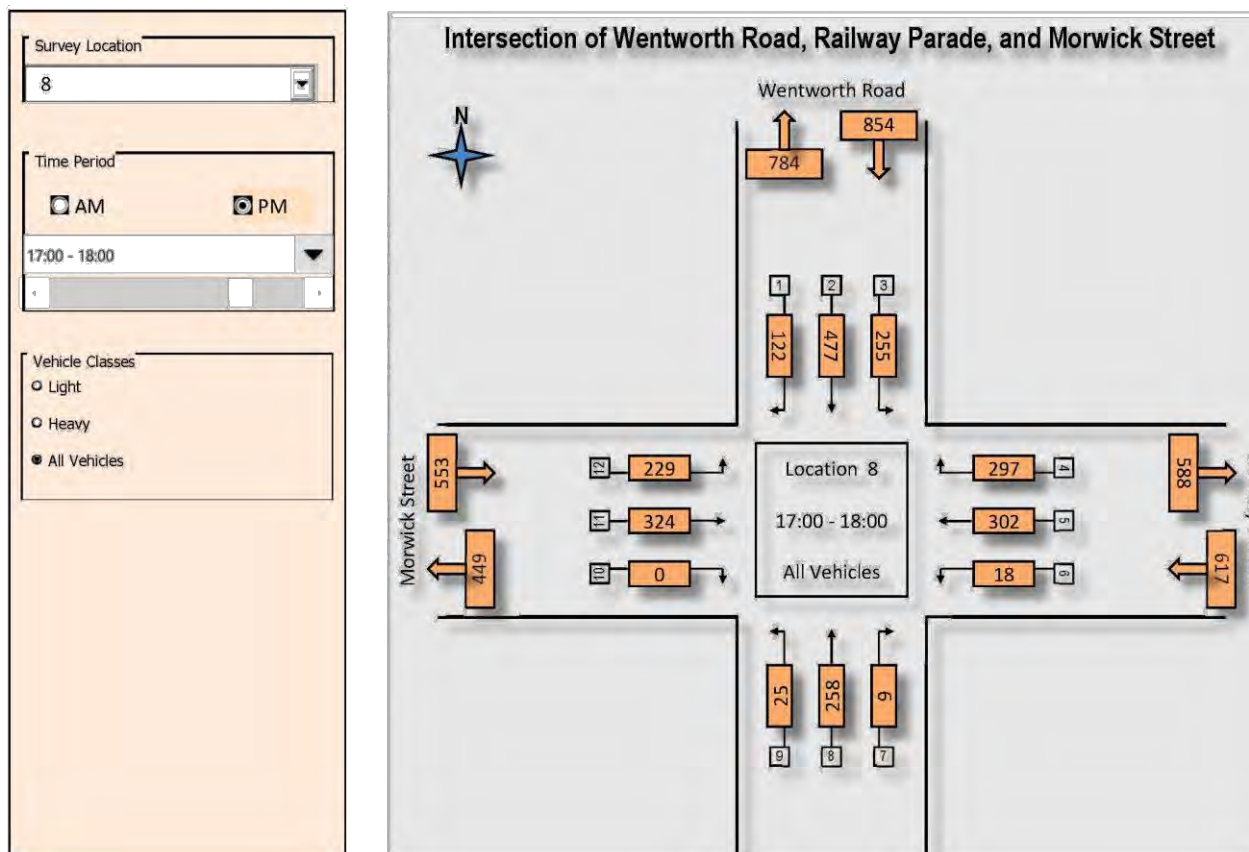 Survey Location
8
Time Period
AM
PM
17:00 - 18:00
Vehicle Classes
Light
Heavy
All Vehicles
Intersection of Wentworth Road, Railway Parade, and Morwick Street
Wentworth Road
N
784
854
1
2
3
122
477
255
Morwick Street
553
449
12
229
11
324
10
0
Location 8
17:00 - 18:00
All Vehicles
297
4
302
5
18
6
588
617
25
258
9
8
7